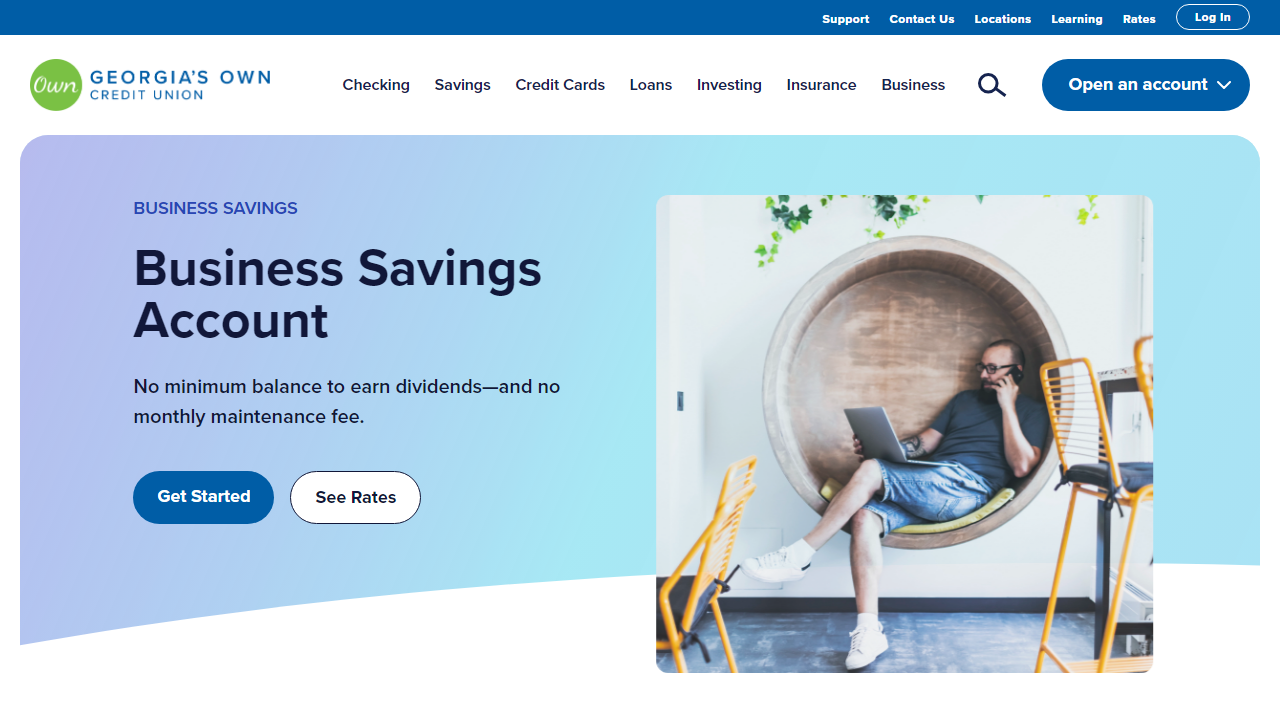 Support Contact Us Locations Learning Rates Log In
Own GEORGIA'S OWN
CREDIT UNION
Checking Savings Credit Cards Loans Investing Insurance Business Open an account
BUSINESS SAVINGS
Business Savings
Account
No minimum balance to earn dividends—and no
monthly maintenance fee.
Get Started See Rates